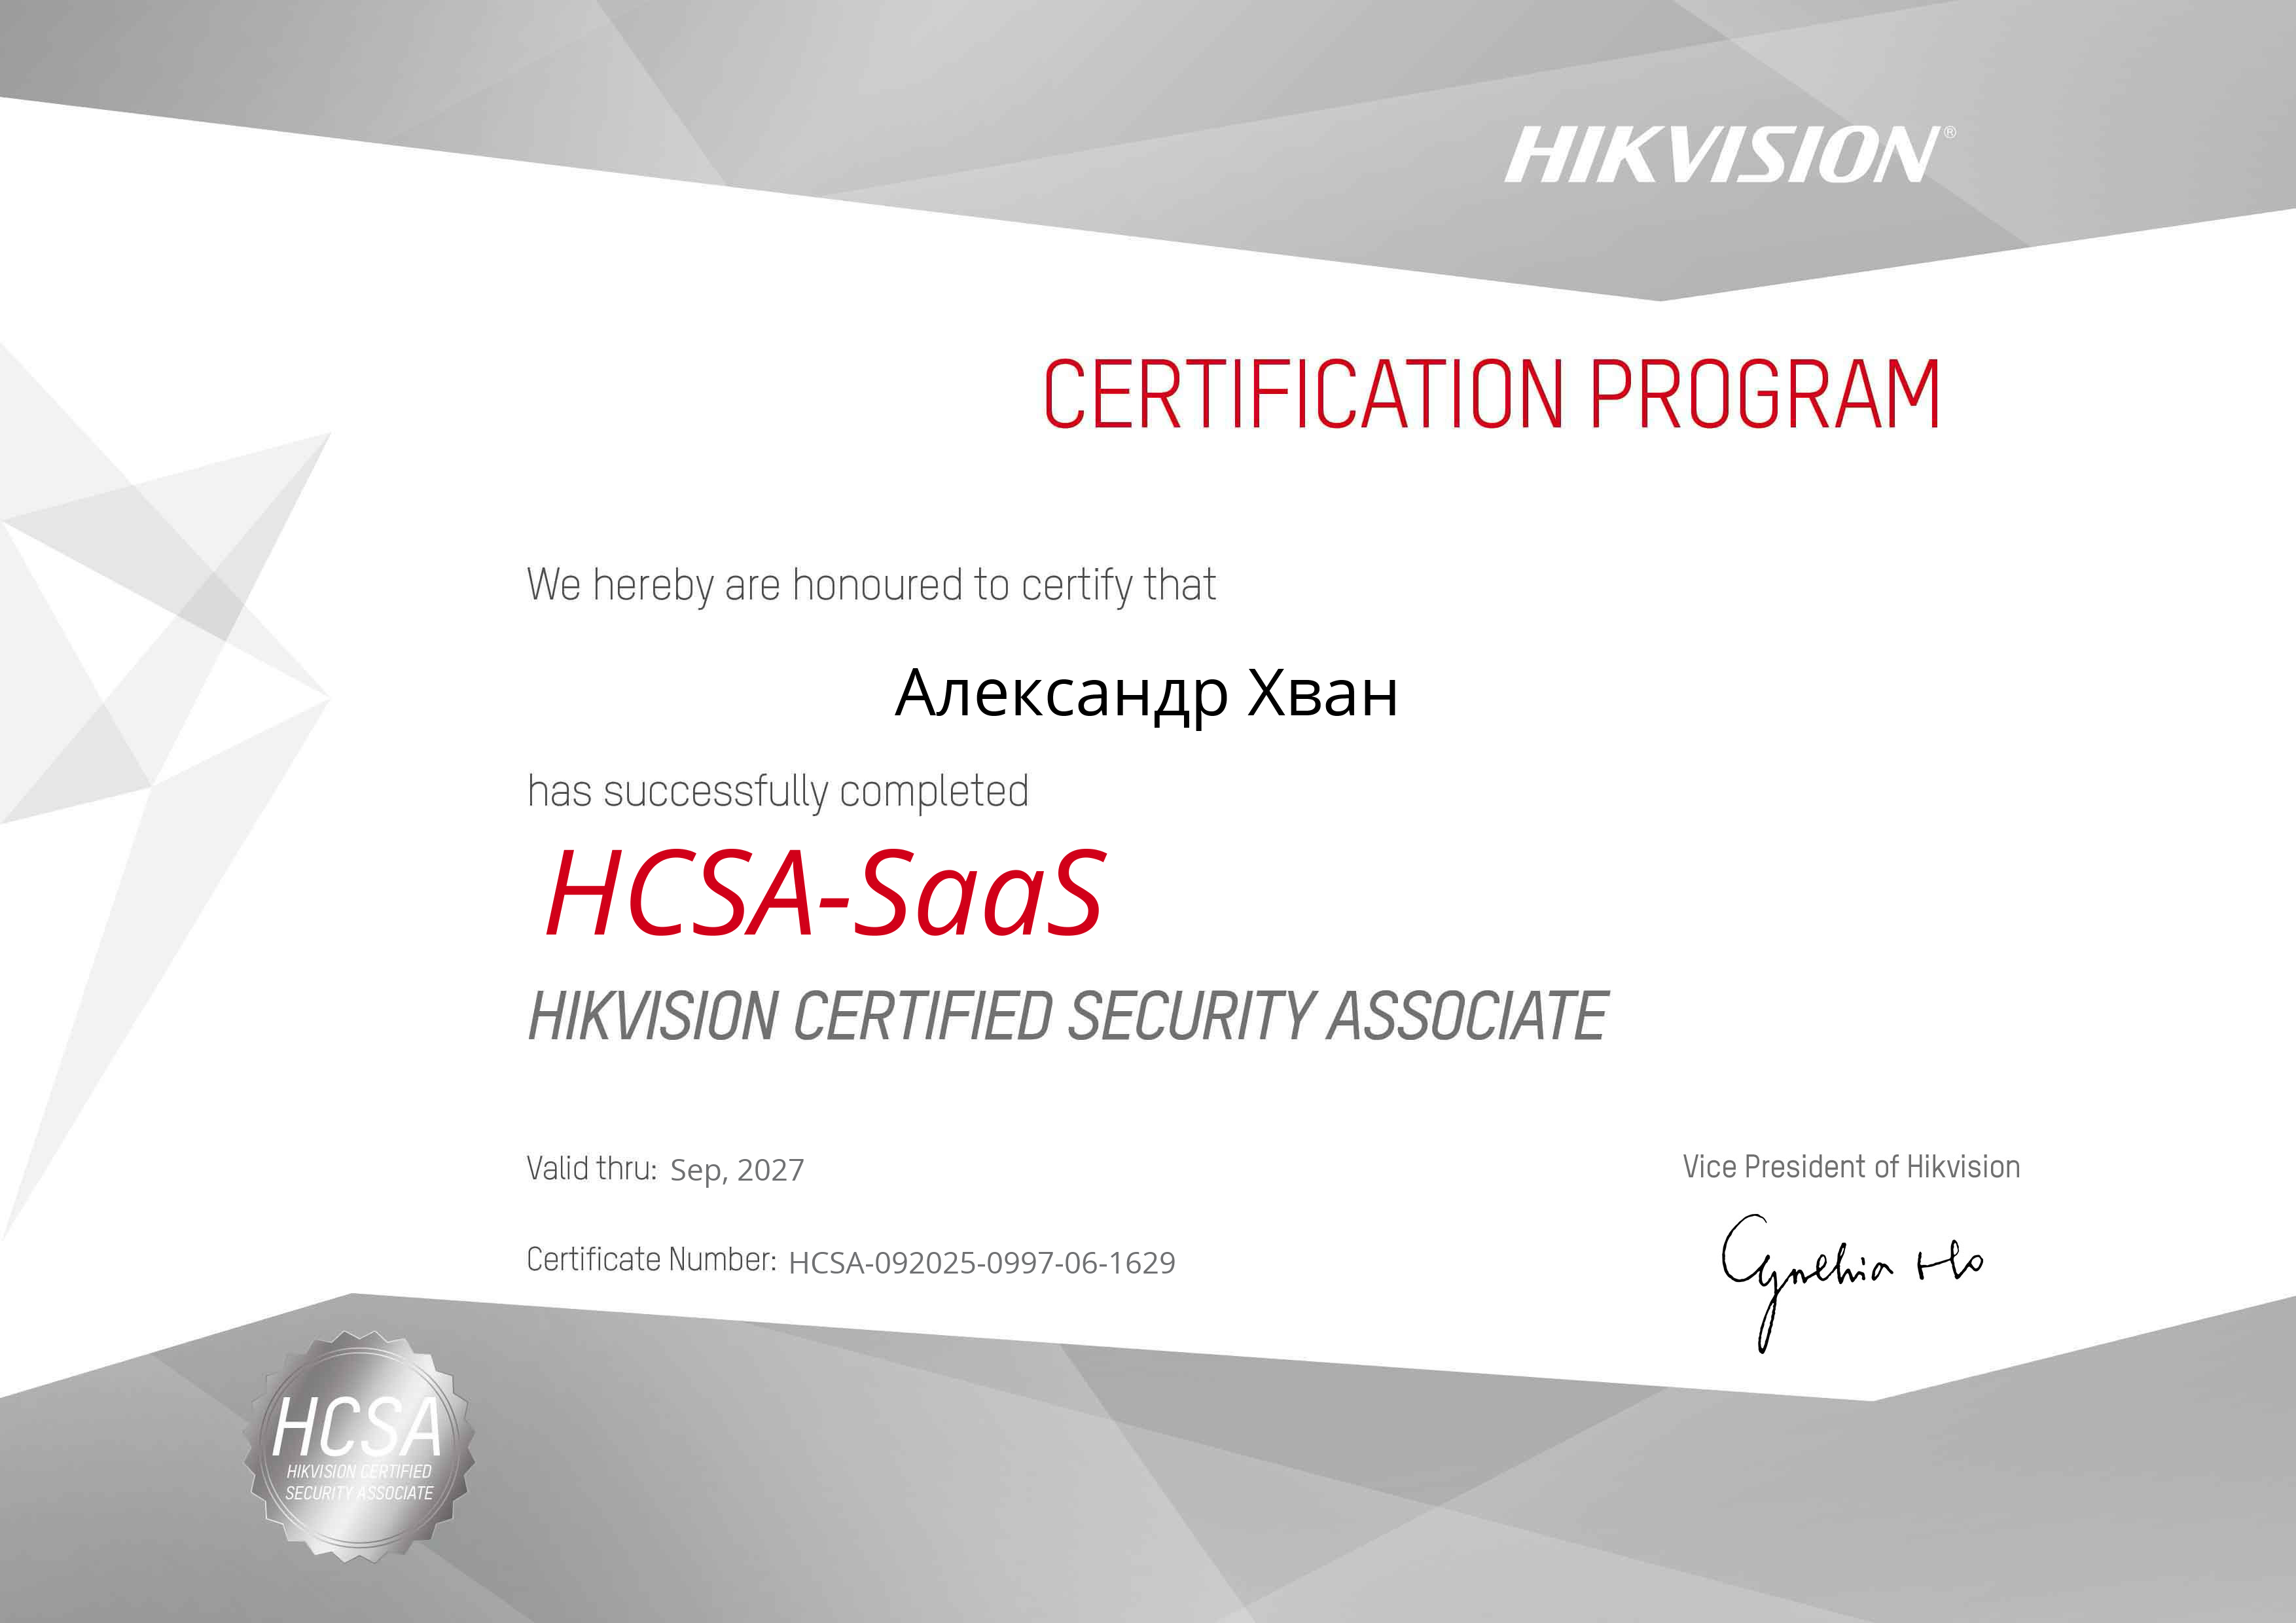 HIKVISION®
CERTIFICATION PROGRAM
We hereby are honoured to certify that
Александр Хван
has successfully completed
HCSA-SaaS
HIKVISION CERTIFIED SECURITY ASSOCIATE
Valid thru: Sep, 2027
Vice President of Hikvision
Certificate Number: HCSA-092025-0997-06-1629
Cynthia Ho
HCSA
HIKVISION CERTIFIED
SECURITY ASSOCIATE